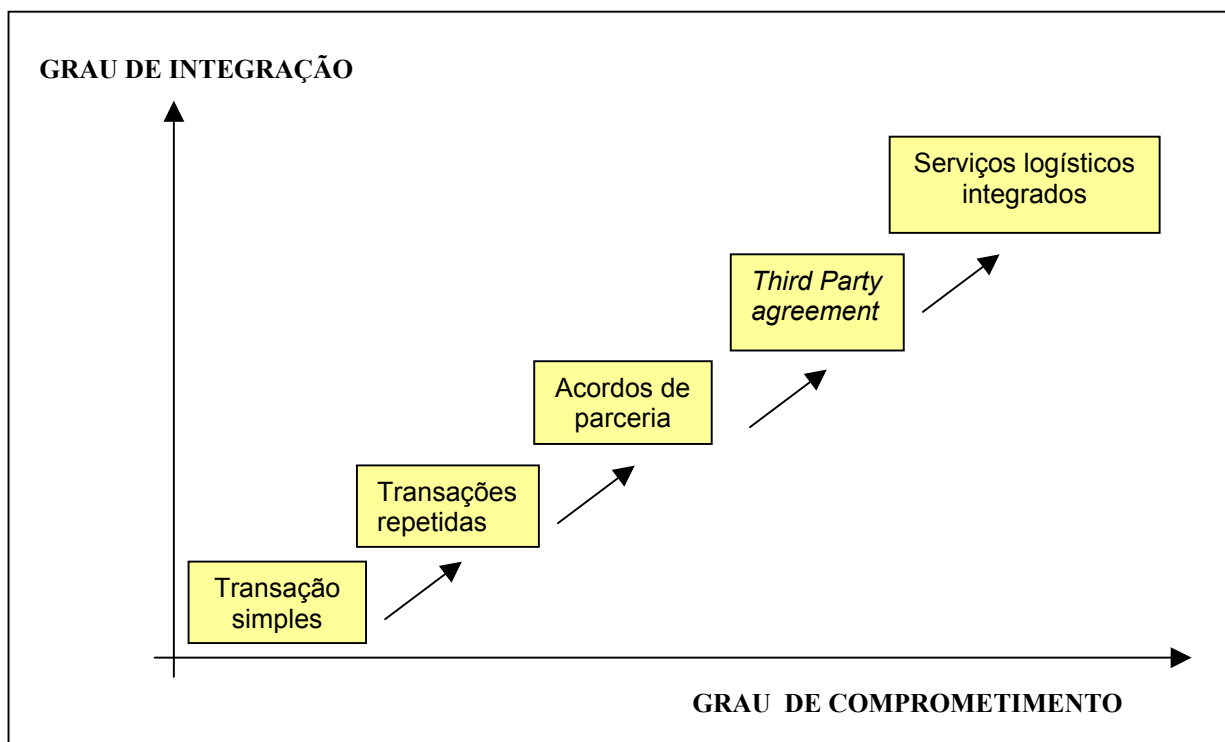 GRAU DE INTEGRAÇÃO
Serviços logísticos
integrados
Third Party
agreement
Acordos de
parceria
Transações
repetidas
Transação
simples
GRAU DE COMPROMETIMENTO